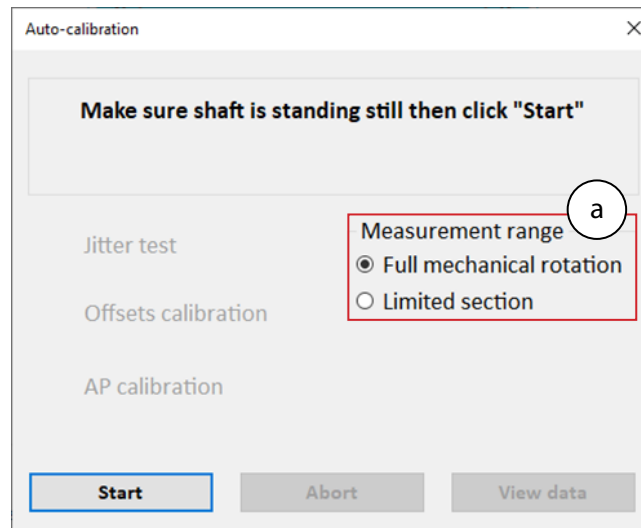 Auto-calibration
Make sure shaft is standing still then click "Start"
a
Measurement range
Jitter test
Full mechanical rotation
Limited section
Offsets calibration
AP calibration
Start
Abort
View data